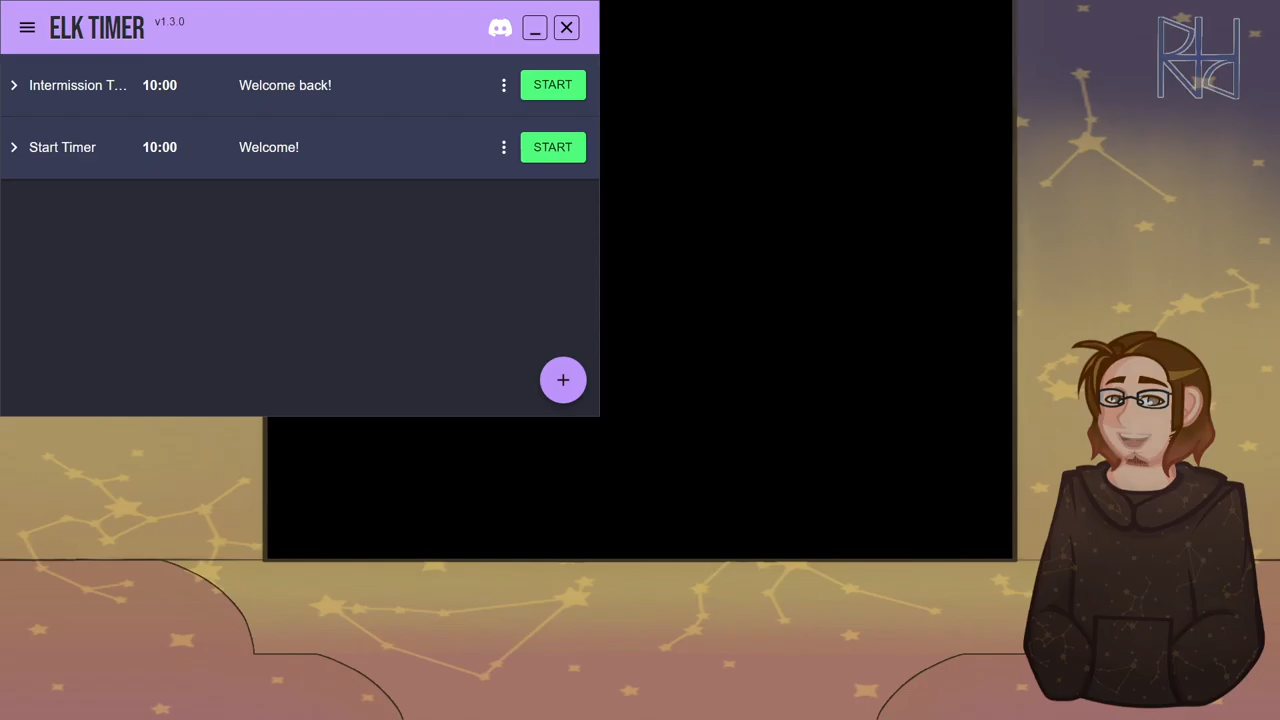 ELK TIMER v1.3.0
Intermission T... 10:00 Welcome back! START
Start Timer 10:00 Welcome! START